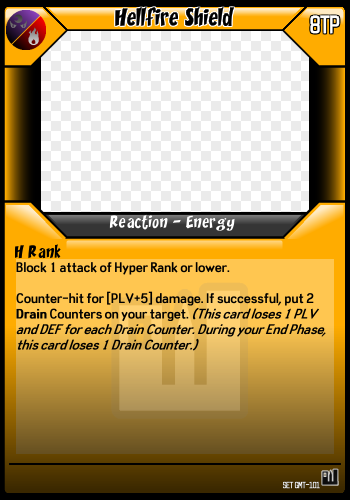 Hellfire Shield
8TP
Reaction - Energy
H Rank
Block 1 attack of Hyper Rank or lower.
Counter-hit for [PLV+5] damage. If successful, put 2
Drain Counters on your target. (This card loses 1 PLV
and DEF for each Drain Counter. During your End Phase,
this card loses 1 Drain Counter.)
SET GMT-101